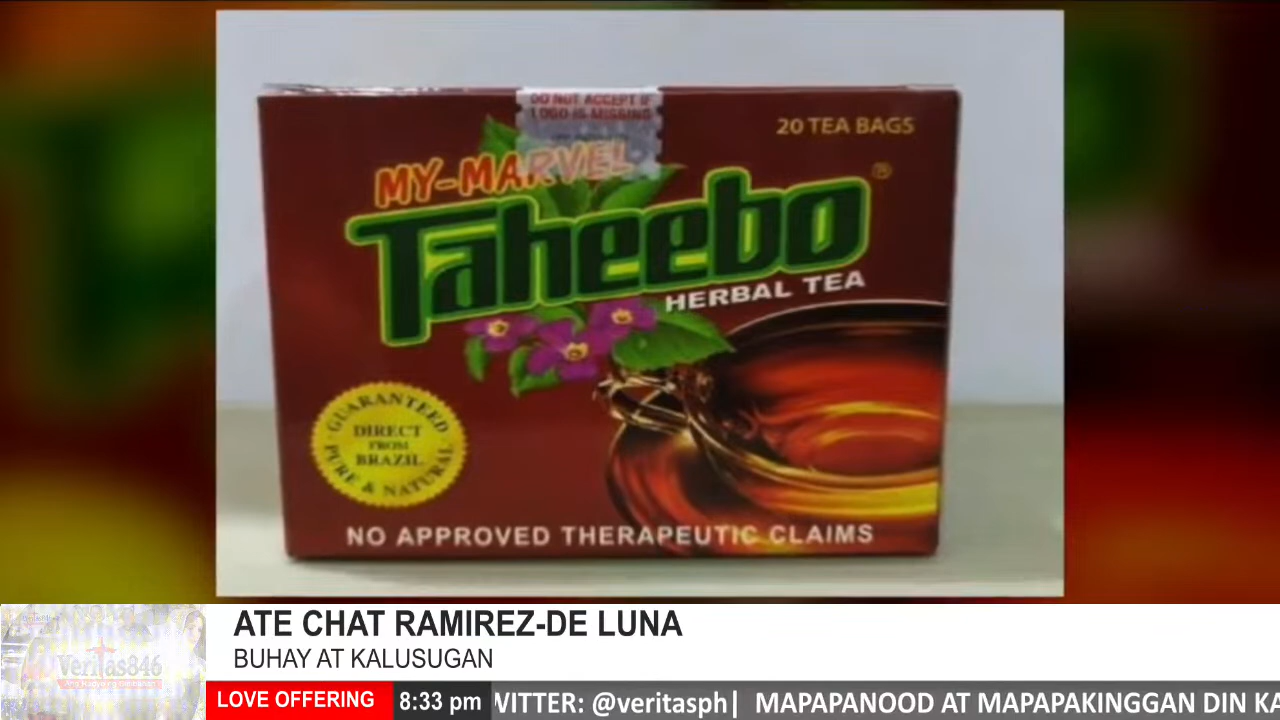 DO NOT ACCEPT IF
LOGO IS MISSING
20 TEA BAGS
MY-MARVEL
Taheebo®
HERBAL TEA
GUARANTEED
DIRECT
FROM
BRAZIL
PURE & NATURAL
NO APPROVED THERAPEUTIC CLAIMS
ATE CHAT RAMIREZ-DE LUNA
BUHAY AT KALUSUGAN
Veritas846
LOVE OFFERING
8:33 pm
WITTER: @veritasph| MAPAPANOOD AT MAPAPAKINGGAN DIN KA